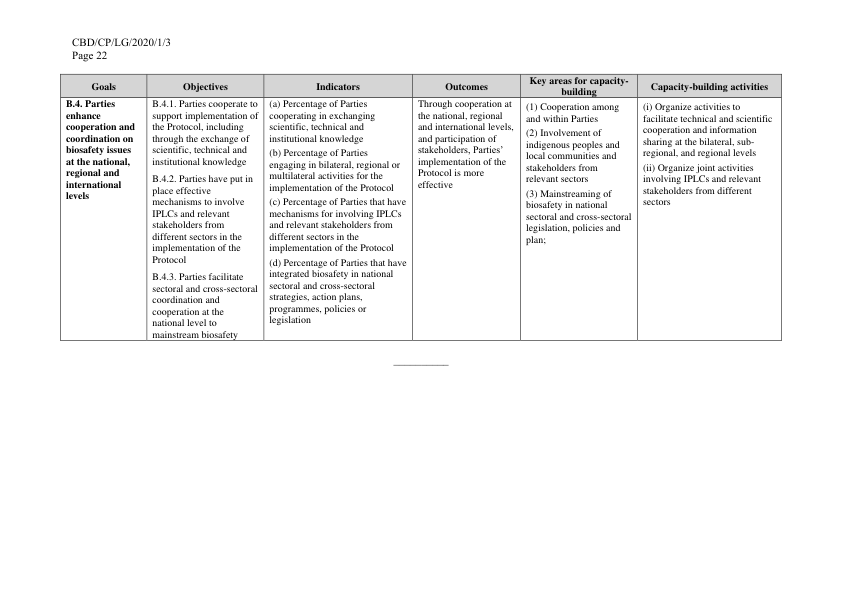 CBD/CP/LG/2020/1/3
Page 22
Goals
Objectives
Indicators
Outcomes
Key areas for capacity-
building
Capacity-building activities
B.4. Parties
enhance
cooperation and
coordination on
biosafety issues
at the national,
regional and
international
levels
B.4.1. Parties cooperate to
support implementation of
the Protocol, including
through the exchange of
scientific, technical and
institutional knowledge
B.4.2. Parties have put in
place effective
mechanisms to involve
IPLCs and relevant
stakeholders from
different sectors in the
implementation of the
Protocol
B.4.3. Parties facilitate
sectoral and cross-sectoral
coordination and
cooperation at the
national level to
mainstream biosafety
(a) Percentage of Parties
cooperating in exchanging
scientific, technical and
institutional knowledge
(b) Percentage of Parties
engaging in bilateral, regional or
multilateral activities for the
implementation of the Protocol
(c) Percentage of Parties that have
mechanisms for involving IPLCs
and relevant stakeholders from
different sectors in the
implementation of the Protocol
(d) Percentage of Parties that have
integrated biosafety in national
sectoral and cross-sectoral
strategies, action plans,
programmes, policies or
legislation
Through cooperation at
the national, regional
and international levels,
and participation of
stakeholders, Parties’
implementation of the
Protocol is more
effective
(1) Cooperation among
and within Parties
(2) Involvement of
indigenous peoples and
local communities and
stakeholders from
relevant sectors
(3) Mainstreaming of
biosafety in national
sectoral and cross-sectoral
legislation, policies and
plan;
(i) Organize activities to
facilitate technical and scientific
cooperation and information
sharing at the bilateral, sub-
regional, and regional levels
(ii) Organize joint activities
involving IPLCs and relevant
stakeholders from different
sectors